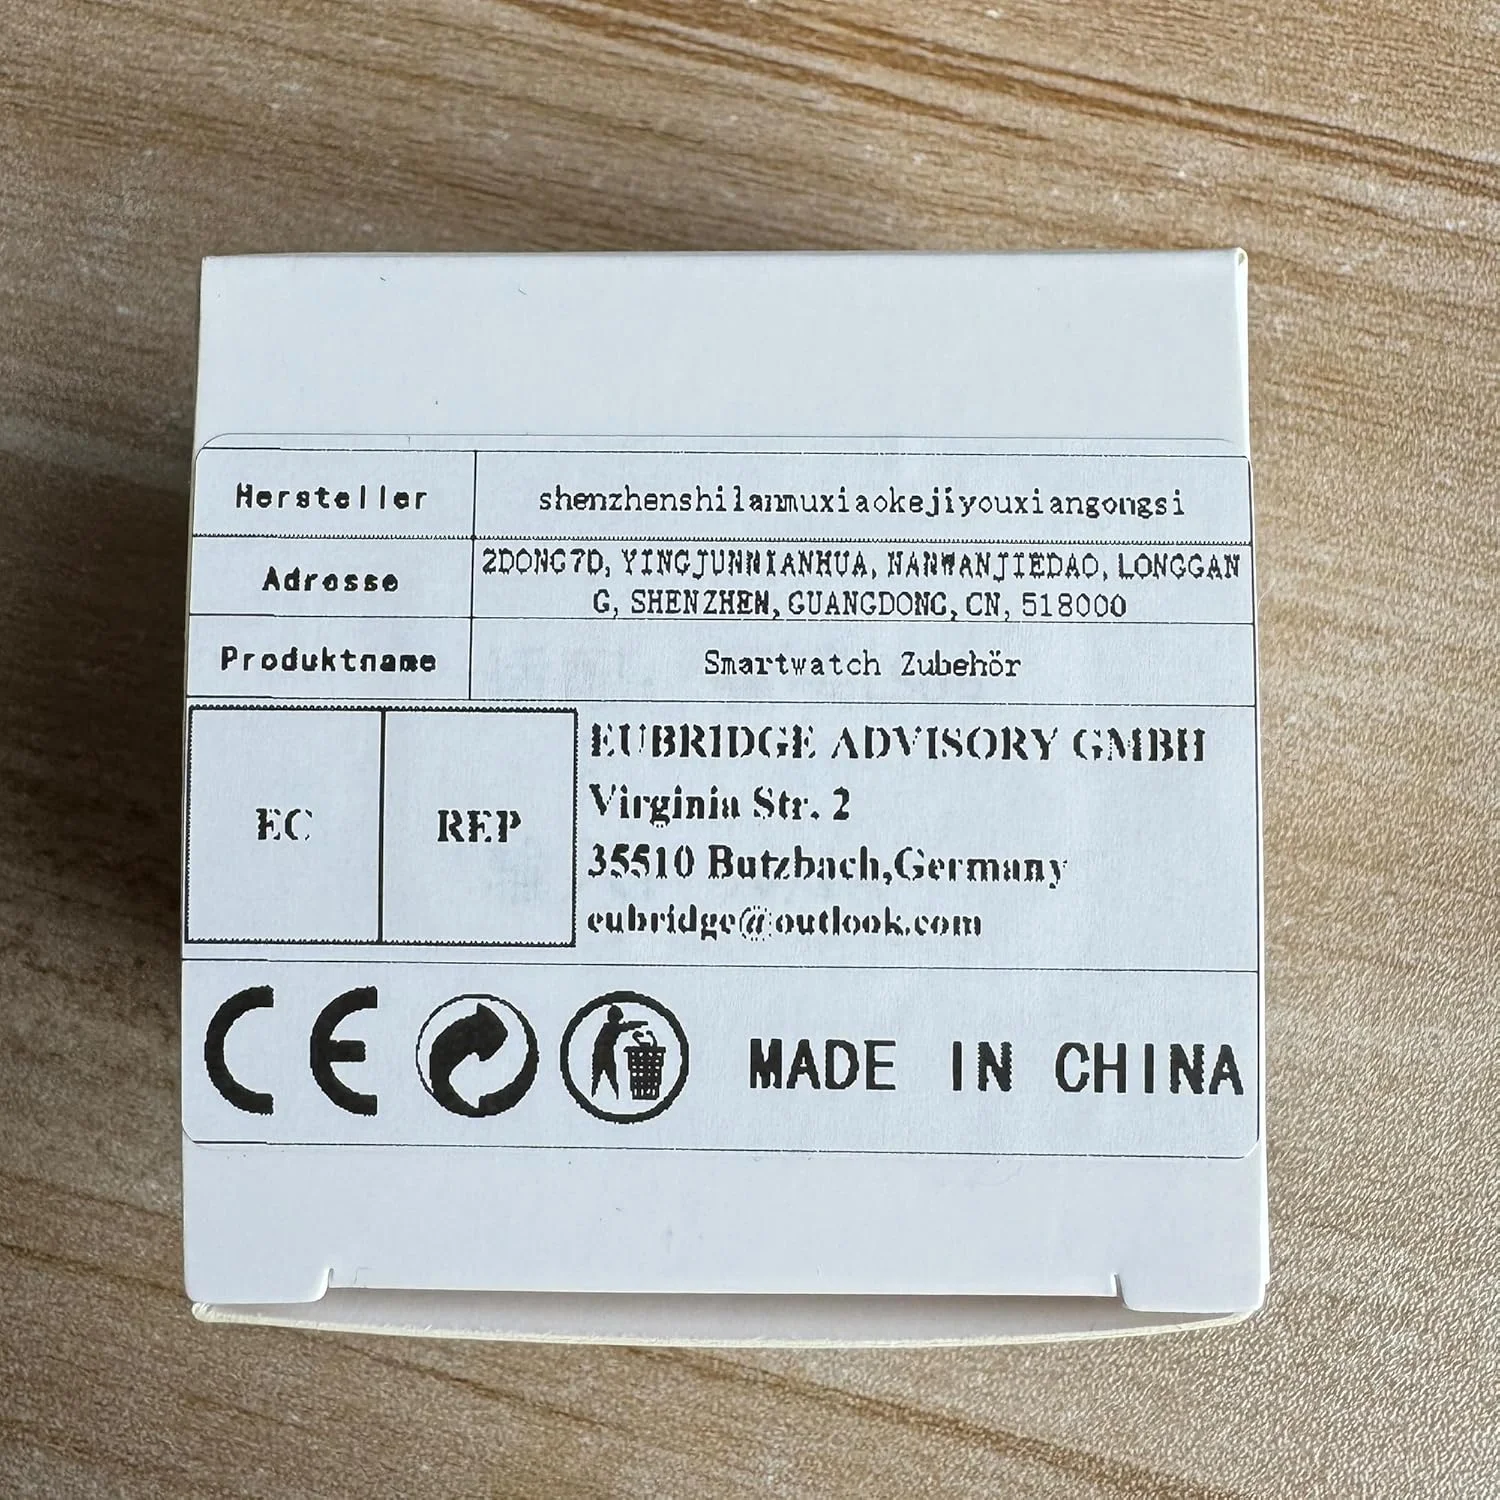 Hersteller shenzhenshilanmuxiaokejiyouxiangongsi
Adresse 2DONG7D, YINGJUNNIANHUA, NANWANJIEDAO, LONGGAN
G, SHENZHEN, GUANGDONG, CN, 518000
Produktname Smartwatch Zubehör
EC REP
EUBRIDGE ADVISORY GMBH
Virginia Str. 2
35510 Butzbach,Germany
eubridge@outlook.com
CE MADE IN CHINA